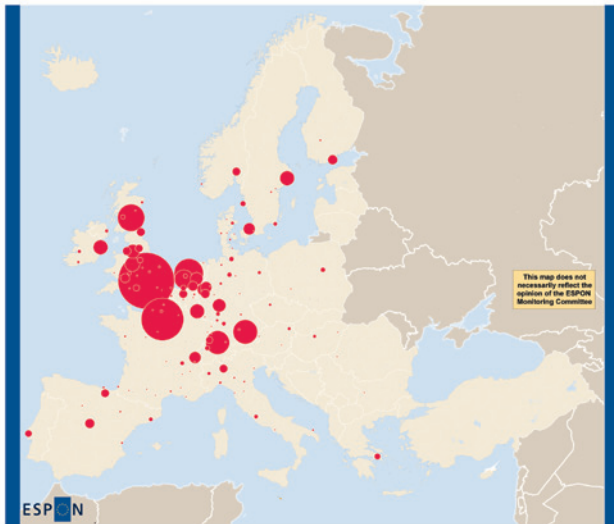 This map does not
necessarily reflect the
opinion of the ESPON
Monitoring Committee
ESPON